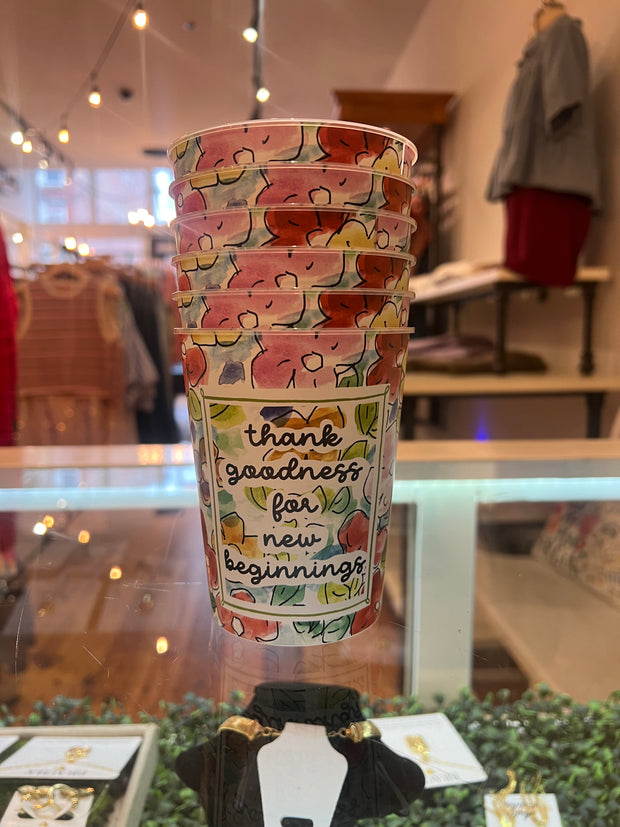 thank
goodness
for
new
beginnings